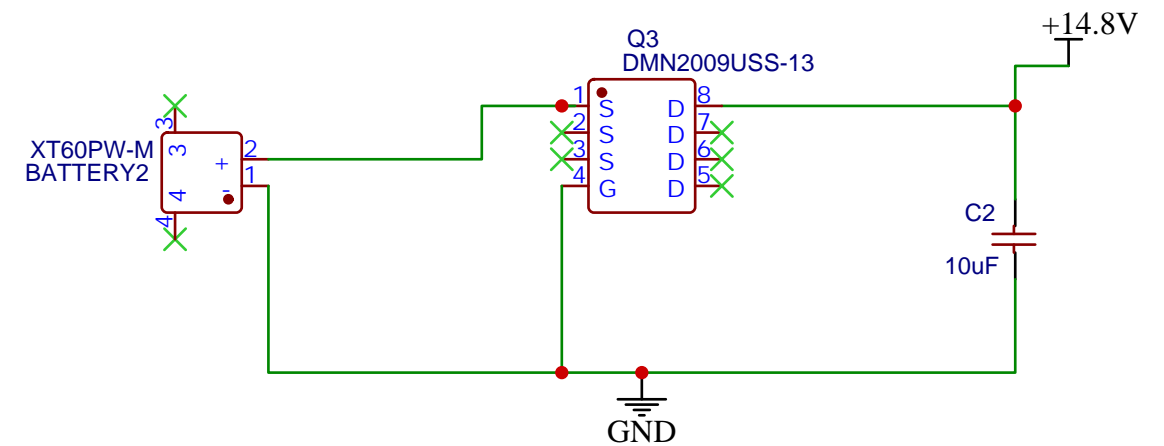 +14.8V
Q3
DMN2009USS-13
XT60PW-M
BATTERY2
3
3
4
4
+
-
2
1
1
2
3
4
S
S
S
G
D
D
D
D
8
7
6
5
C2
10uF
GND